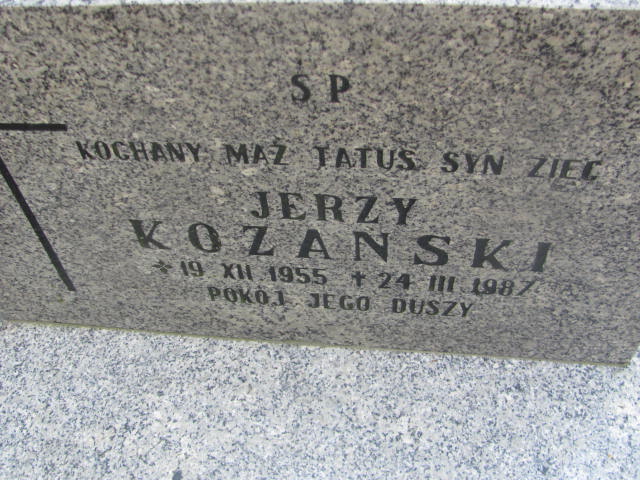 SP
KOCHANY MĄŻ TATUŚ SYN ZIĘĆ
JERZY
KOZAŃSKI
* 19 XII 1955 † 24 III 1987
POKÓJ JEGO DUSZY